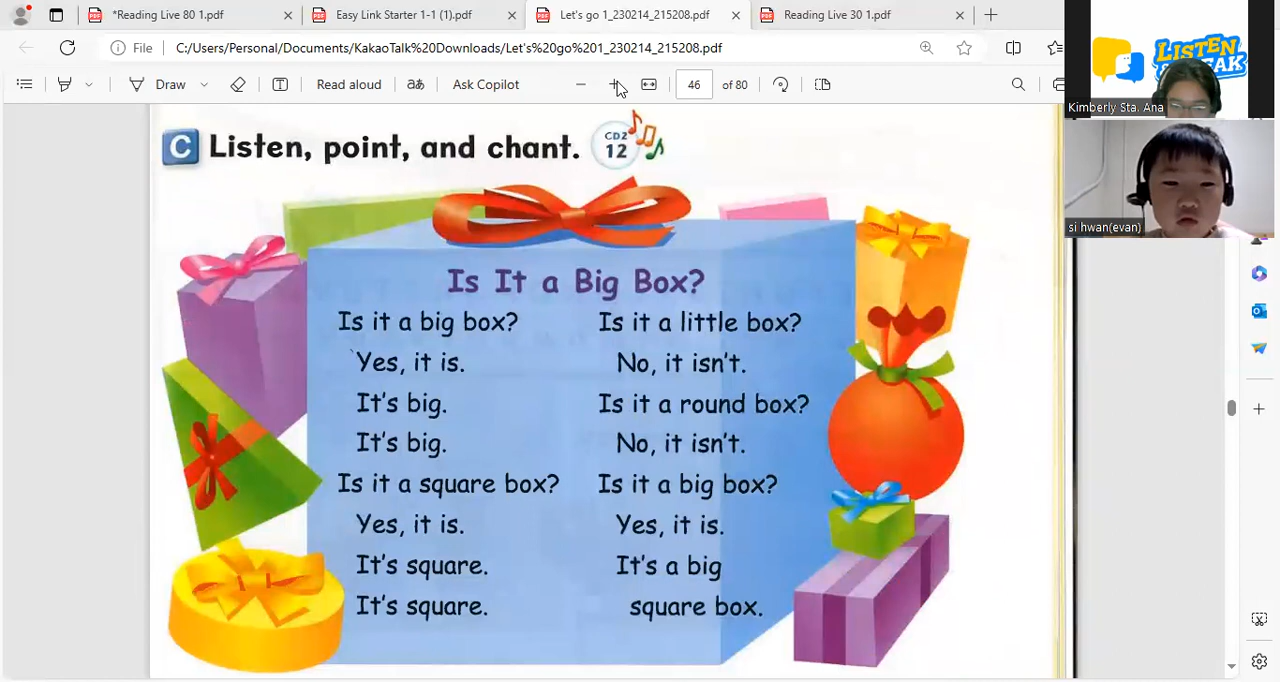 *Reading Live 80 1.pdf
Easy Link Starter 1-1 (1).pdf
Let's go 1_230214_215208.pdf
Reading Live 30 1.pdf
File
C:/Users/Personal/Documents/KakaoTalk%20Downloads/Let's%20go%201_230214_215208.pdf
Draw
Read aloud
aあ
Ask Copilot
46 of 80
LISTEN
& SPEAK
Kimberly Sta. Ana
si hwan(evan)
C Listen, point, and chant.
CD2
12
Is It a Big Box?
Is it a big box?
Yes, it is.
It's big.
It's big.
Is it a square box?
Yes, it is.
It's square.
It's square.
Is it a little box?
No, it isn't.
Is it a round box?
No, it isn't.
Is it a big box?
Yes, it is.
It's a big
square box.